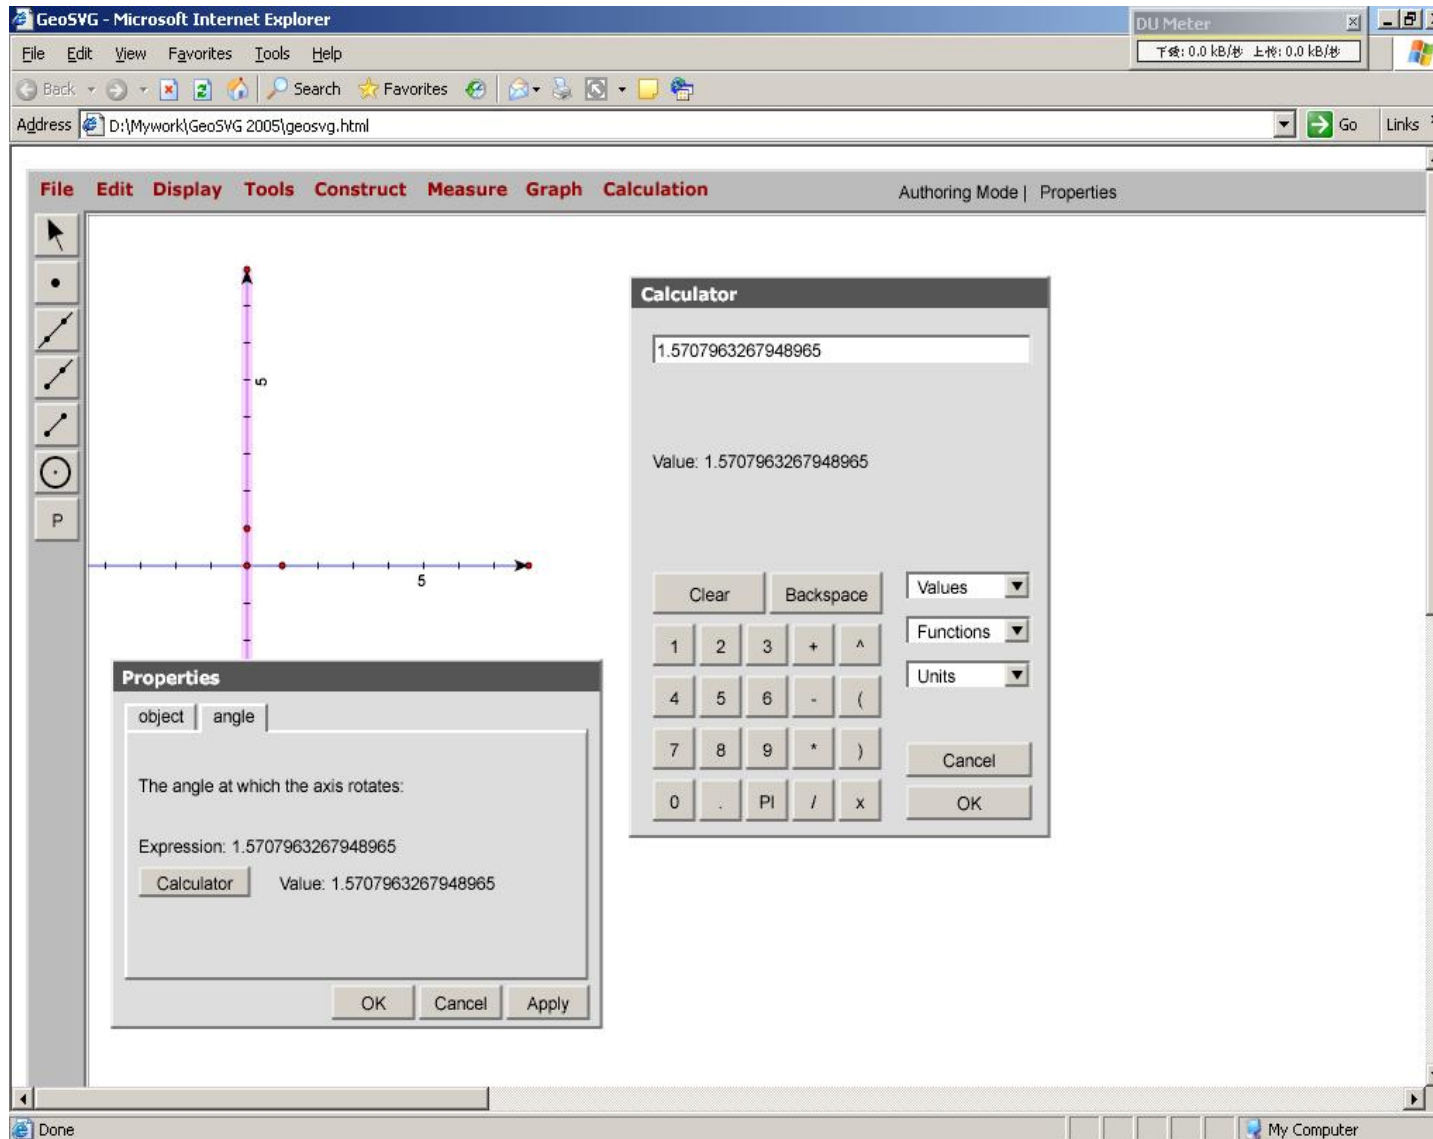 GeoSVG - Microsoft Internet Explorer
DU Meter
File Edit View Favorites Tools Help
下載: 0.0 kB/秒 上傳: 0.0 kB/秒
Back Search Favorites
Address D:\Mywork\GeoSVG 2005\geosvg.html Go Links
File Edit Display Tools Construct Measure Graph Calculation Authoring Mode | Properties
P
5
5
Calculator
1.5707963267948965
Value: 1.5707963267948965
Clear Backspace Values
Functions
1 2 3 + ^
Units
4 5 6 - (
7 8 9 * )
Cancel
0 . PI / x
OK
Properties
object angle
The angle at which the axis rotates:
Expression: 1.5707963267948965
Calculator Value: 1.5707963267948965
OK Cancel Apply
Done My Computer